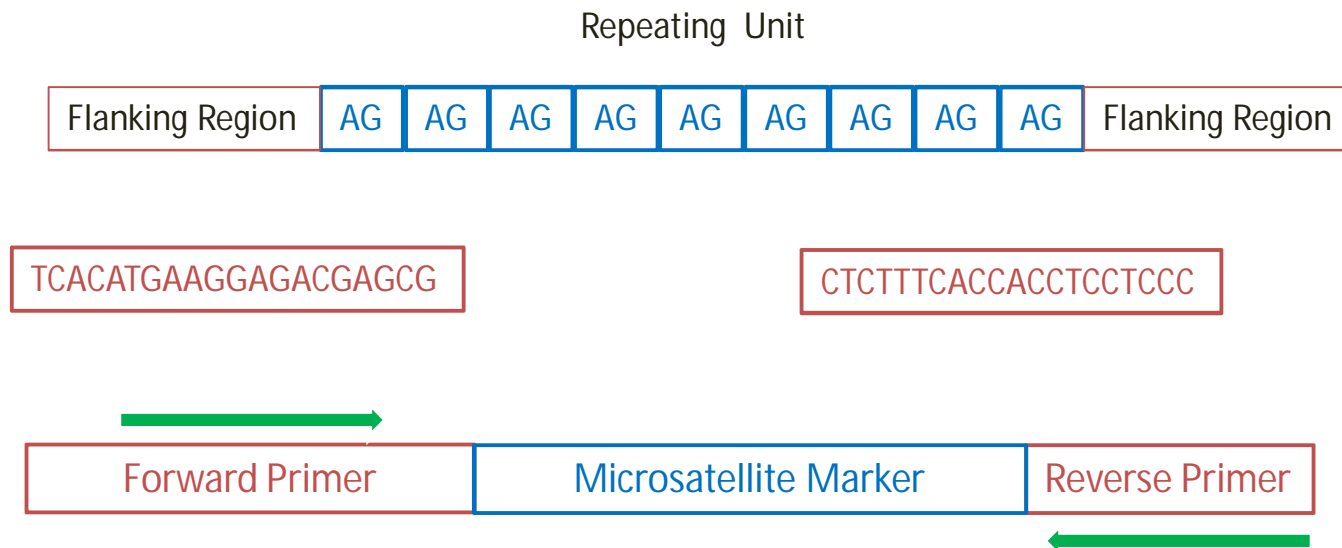 Repeating Unit
Flanking Region AG AG AG AG AG AG AG AG AG Flanking Region
TCACATGAAGGAGACGAGCG CTCTTTCACCACCTCCTCCC
Forward Primer Microsatellite Marker Reverse Primer